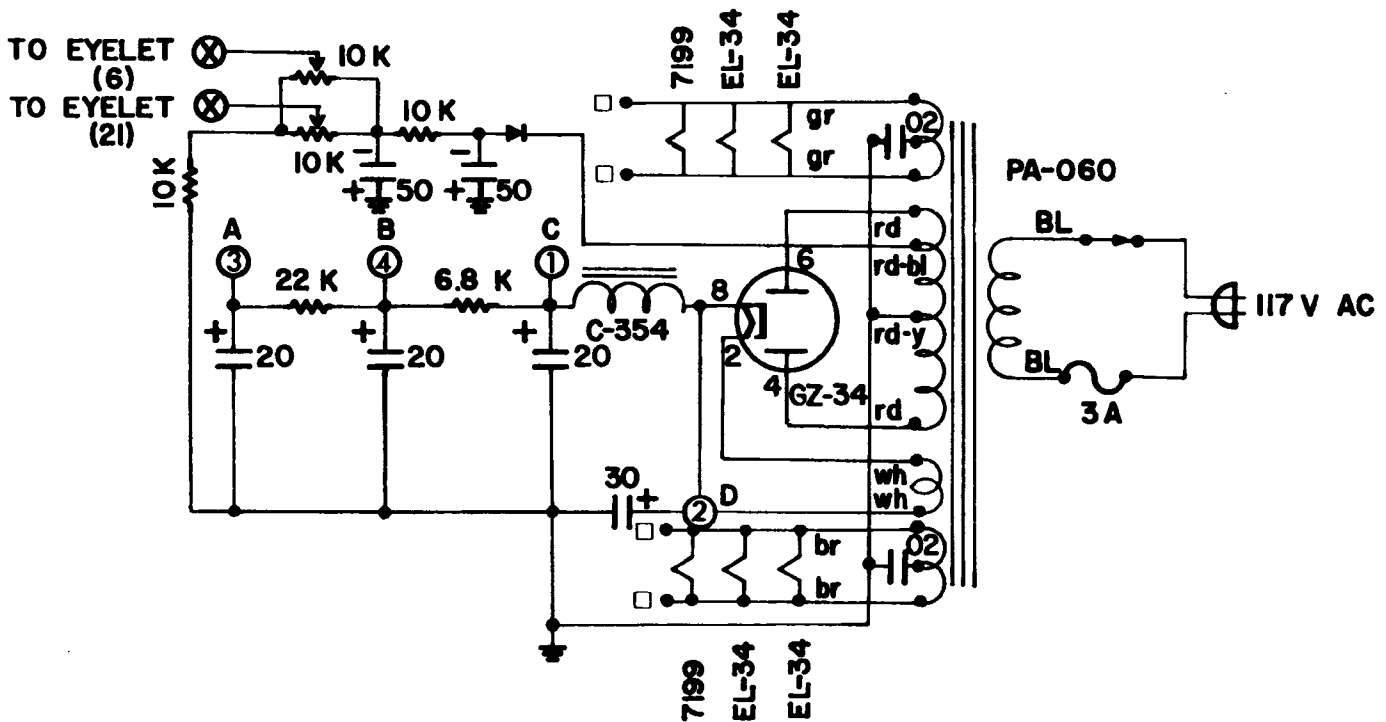 7199
EL-34
EL-34
TO EYELET
(6)
X
10 K
TO EYELET
(21)
X
10 K
10 K
10 K
-
+
50
-
+
50
gr
gr
02
PA-060
BL
BL
3A
117 V AC
A
3
B
4
C
1
22 K
6.8 K
C-354
+
20
+
20
+
20
8
6
2
4
GZ-34
rd
rd-bl
rd-y
rd
wh
wh
30
+
2
D
br
br
02
7199
EL-34
EL-34